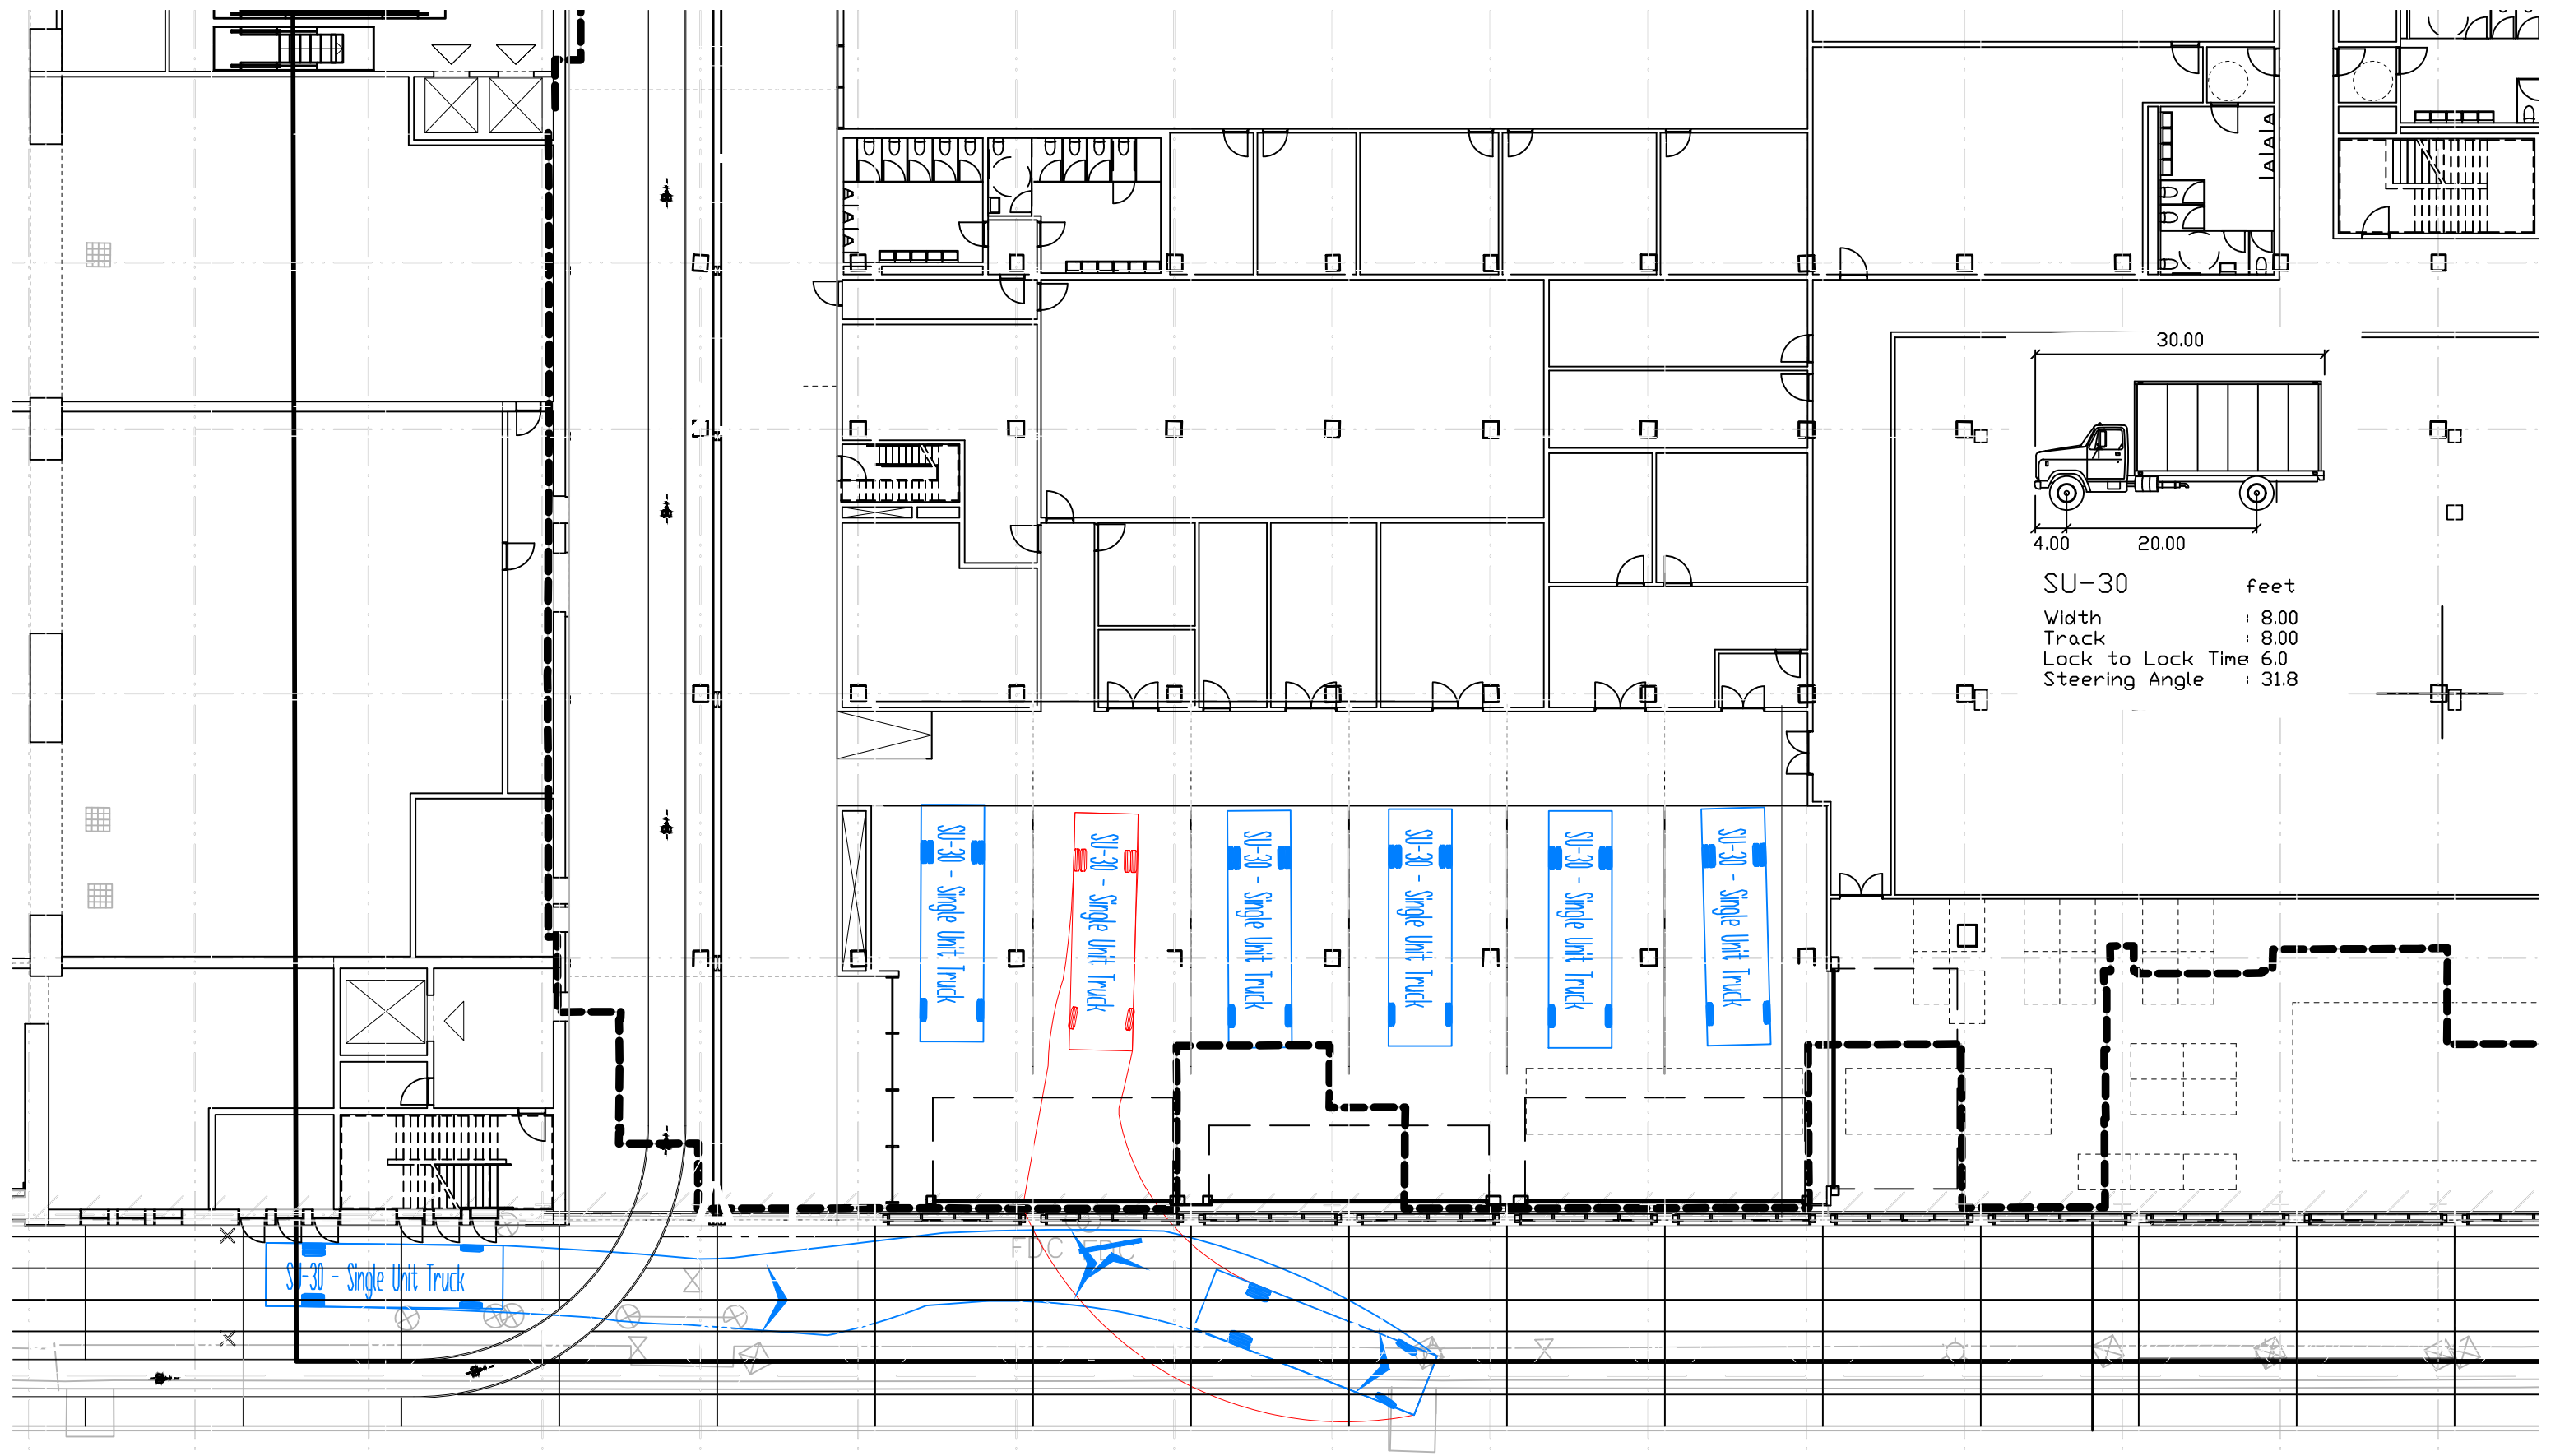 30.00
4.00 20.00
SU-30 feet
Width : 8.00
Track : 8.00
Lock to Lock Time : 6.0
Steering Angle : 31.8
SU-30 - Single Unit Truck
SU-30 - Single Unit Truck
SU-30 - Single Unit Truck
SU-30 - Single Unit Truck
SU-30 - Single Unit Truck
SU-30 - Single Unit Truck
FDC FDC
SU-30 - Single Unit Truck